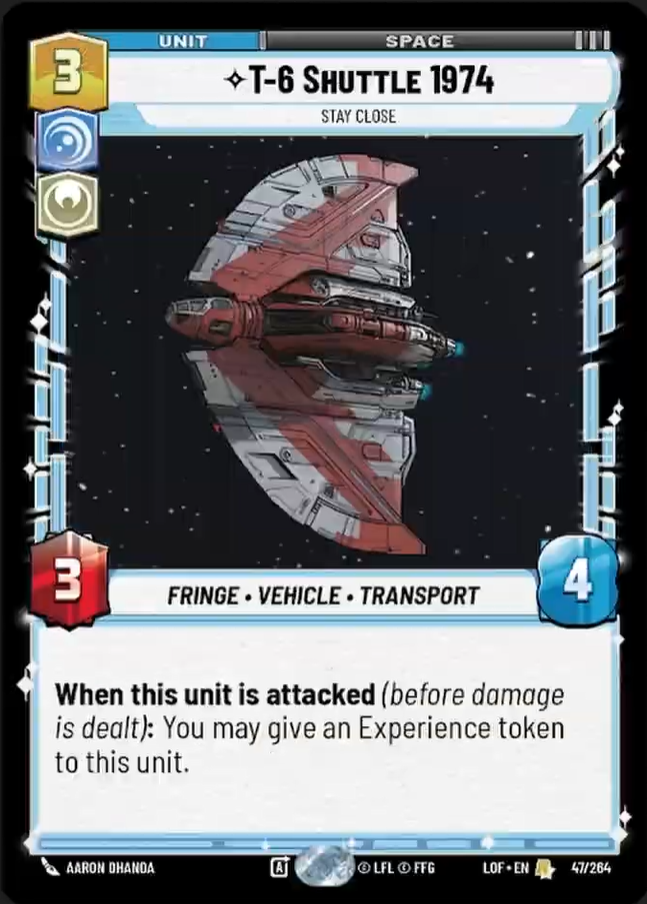 UNIT
SPACE
3
✧T-6 SHUTTLE 1974
STAY CLOSE
3
FRINGE • VEHICLE • TRANSPORT
4
When this unit is attacked (before damage
is dealt): You may give an Experience token
to this unit.
AARON DHANDA
A
© LFL © FFG
LOF • EN
47/264